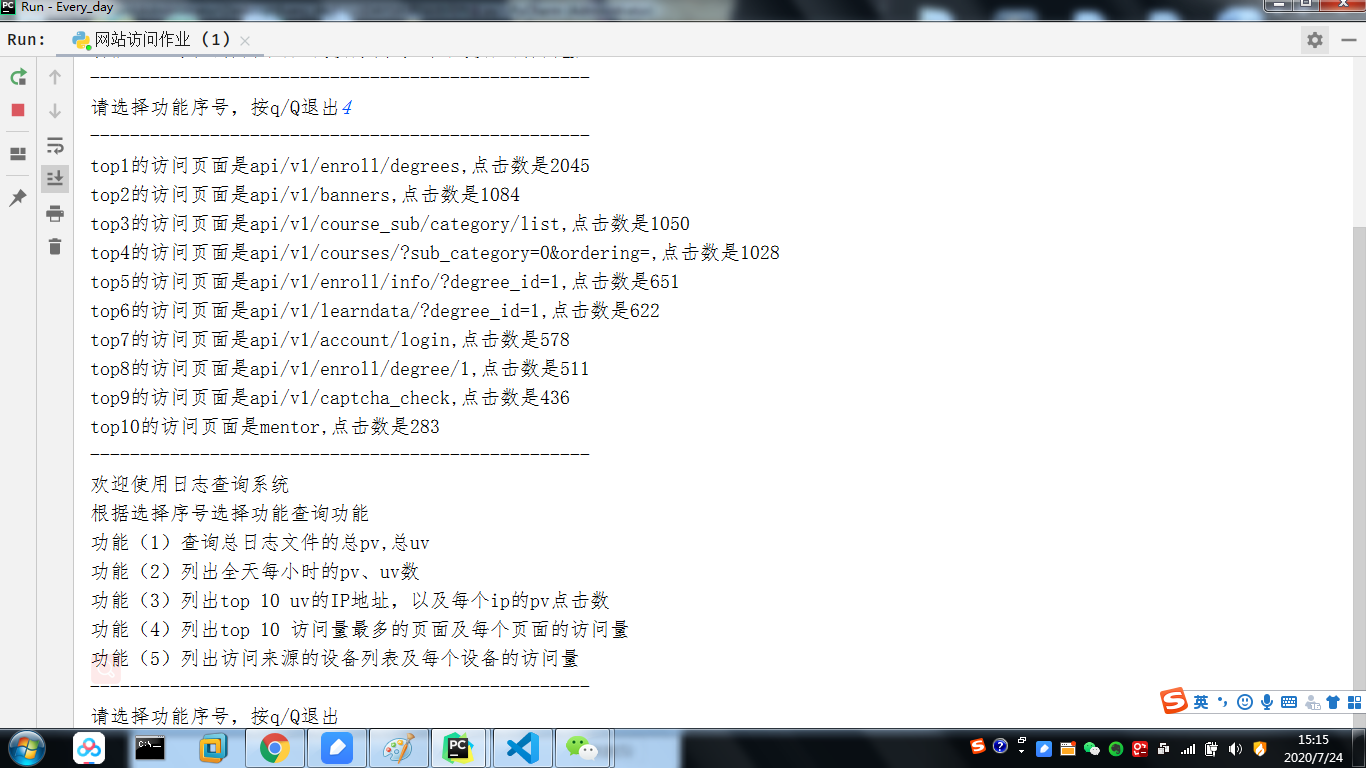 Run - Every_day
Run: 网站访问作业 (1)
--------------------------------------------------
请选择功能序号，按q/Q退出4
--------------------------------------------------
top1的访问页面是api/v1/enroll/degrees,点击数是2045
top2的访问页面是api/v1/banners,点击数是1084
top3的访问页面是api/v1/course_sub/category/list,点击数是1050
top4的访问页面是api/v1/courses/?sub_category=0&ordering=,点击数是1028
top5的访问页面是api/v1/enroll/info/?degree_id=1,点击数是651
top6的访问页面是api/v1/learndata/?degree_id=1,点击数是622
top7的访问页面是api/v1/account/login,点击数是578
top8的访问页面是api/v1/enroll/degree/1,点击数是511
top9的访问页面是api/v1/captcha_check,点击数是436
top10的访问页面是mentor,点击数是283
--------------------------------------------------
欢迎使用日志查询系统
根据选择序号选择功能查询功能
功能（1）查询总日志文件的总pv,总uv
功能（2）列出全天每小时的pv、uv数
功能（3）列出top 10 uv的IP地址，以及每个ip的pv点击数
功能（4）列出top 10 访问量最多的页面及每个页面的访问量
功能（5）列出访问来源的设备列表及每个设备的访问量
--------------------------------------------------
请选择功能序号，按q/Q退出
英
15:15
2020/7/24